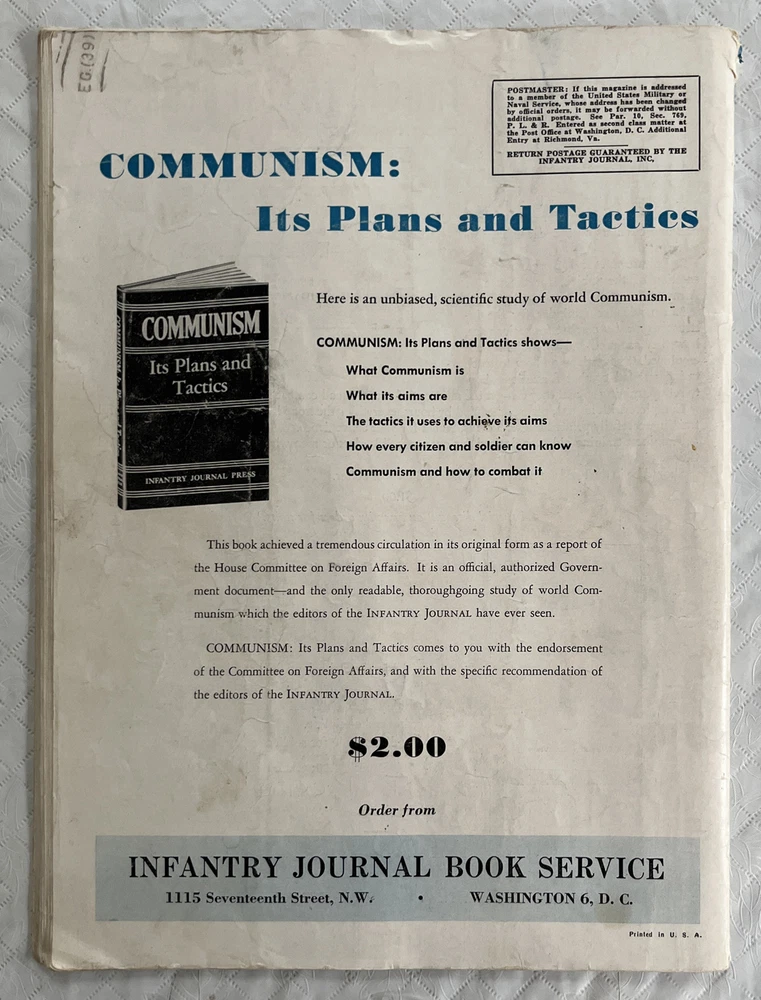 EG(39)
POSTMASTER: If this magazine is addressed
to a member of the United States Military or
Naval Service, whose address has been changed
by official orders, it may be forwarded without
additional postage. See Par. 10, Sec. 769,
P. L. & R. Entered as second class matter at
the Post Office at Washington, D. C. Additional
Entry at Richmond, Va.
RETURN POSTAGE GUARANTEED BY THE
INFANTRY JOURNAL, INC.
COMMUNISM:
Its Plans and Tactics
COMMUNISM
Its Plans and
Tactics
INFANTRY JOURNAL PRESS
Here is an unbiased, scientific study of world Communism.
COMMUNISM: Its Plans and Tactics shows—
What Communism is
What its aims are
The tactics it uses to achieve its aims
How every citizen and soldier can know
Communism and how to combat it
This book achieved a tremendous circulation in its original form as a report of
the House Committee on Foreign Affairs. It is an official, authorized Govern-
ment document—and the only readable, thoroughgoing study of world Com-
munism which the editors of the INFANTRY JOURNAL have ever seen.
COMMUNISM: Its Plans and Tactics comes to you with the endorsement
of the Committee on Foreign Affairs, and with the specific recommendation of
the editors of the INFANTRY JOURNAL.
$2.00
Order from
INFANTRY JOURNAL BOOK SERVICE
1115 Seventeenth Street, N.W. • WASHINGTON 6, D. C.
Printed in U. S. A.